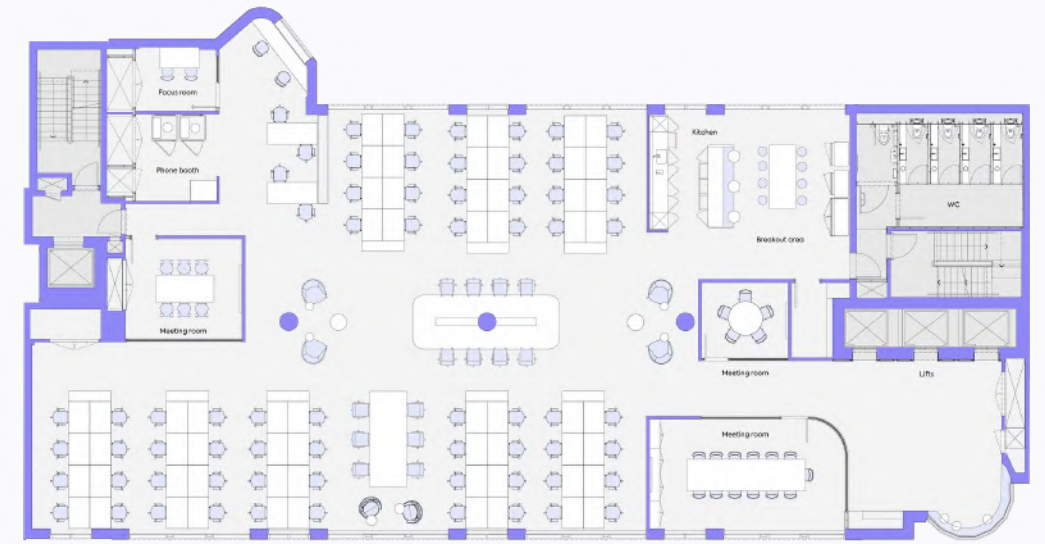 Focus room
Kitchen
Phone booth
WC
Breakout area
Meeting room
Meeting room
Lifts
Meeting room